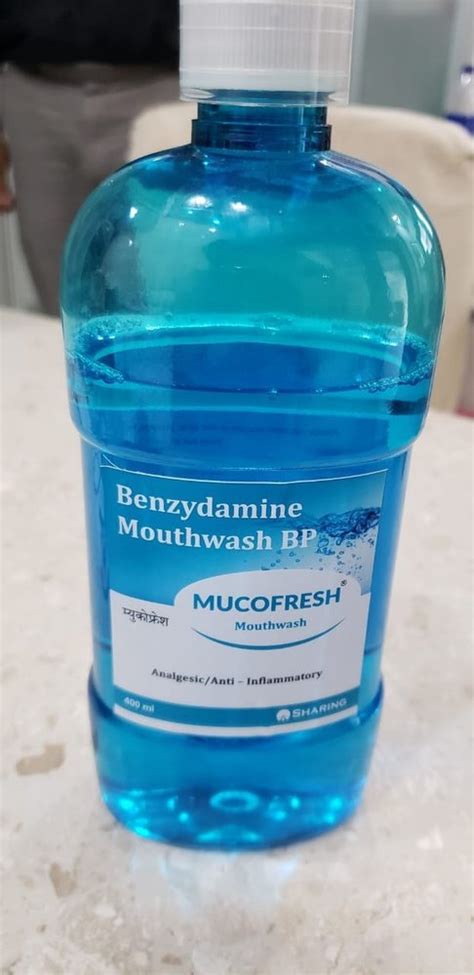 Benzydamine
Mouthwash BP
म्युकोफ्रेश
MUCOFRESH®
Mouthwash
Analgesic/Anti – Inflammatory
400 ml
SHARING